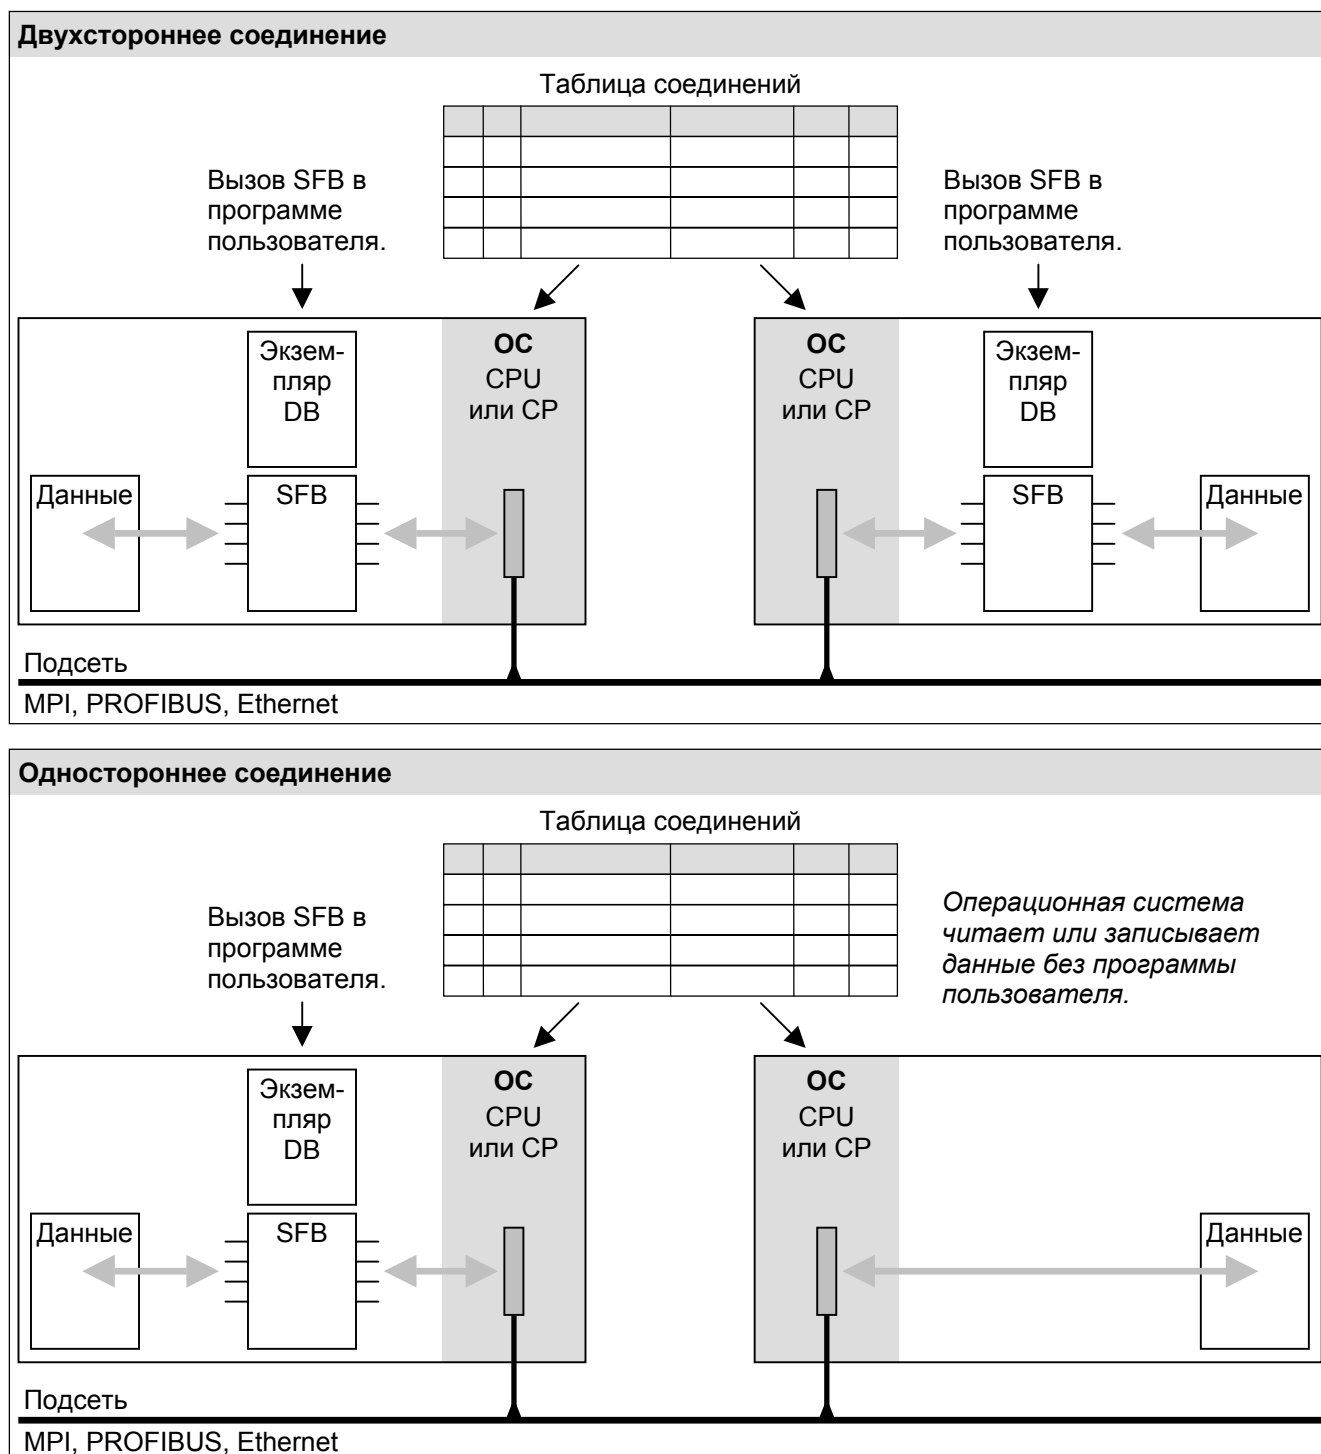 Двухстороннее соединение
Таблица соединений
Вызов SFB в
программе
пользователя.
Вызов SFB в
программе
пользователя.
Экзем-
пляр
DB
ОС
CPU
или CP
ОС
CPU
или CP
Экзем-
пляр
DB
Данные
SFB
SFB
Данные
Подсеть
MPI, PROFIBUS, Ethernet
Одностороннее соединение
Таблица соединений
Вызов SFB в
программе
пользователя.
Операционная система
читает или записывает
данные без программы
пользователя.
Экзем-
пляр
DB
ОС
CPU
или CP
ОС
CPU
или CP
Данные
SFB
Данные
Подсеть
MPI, PROFIBUS, Ethernet